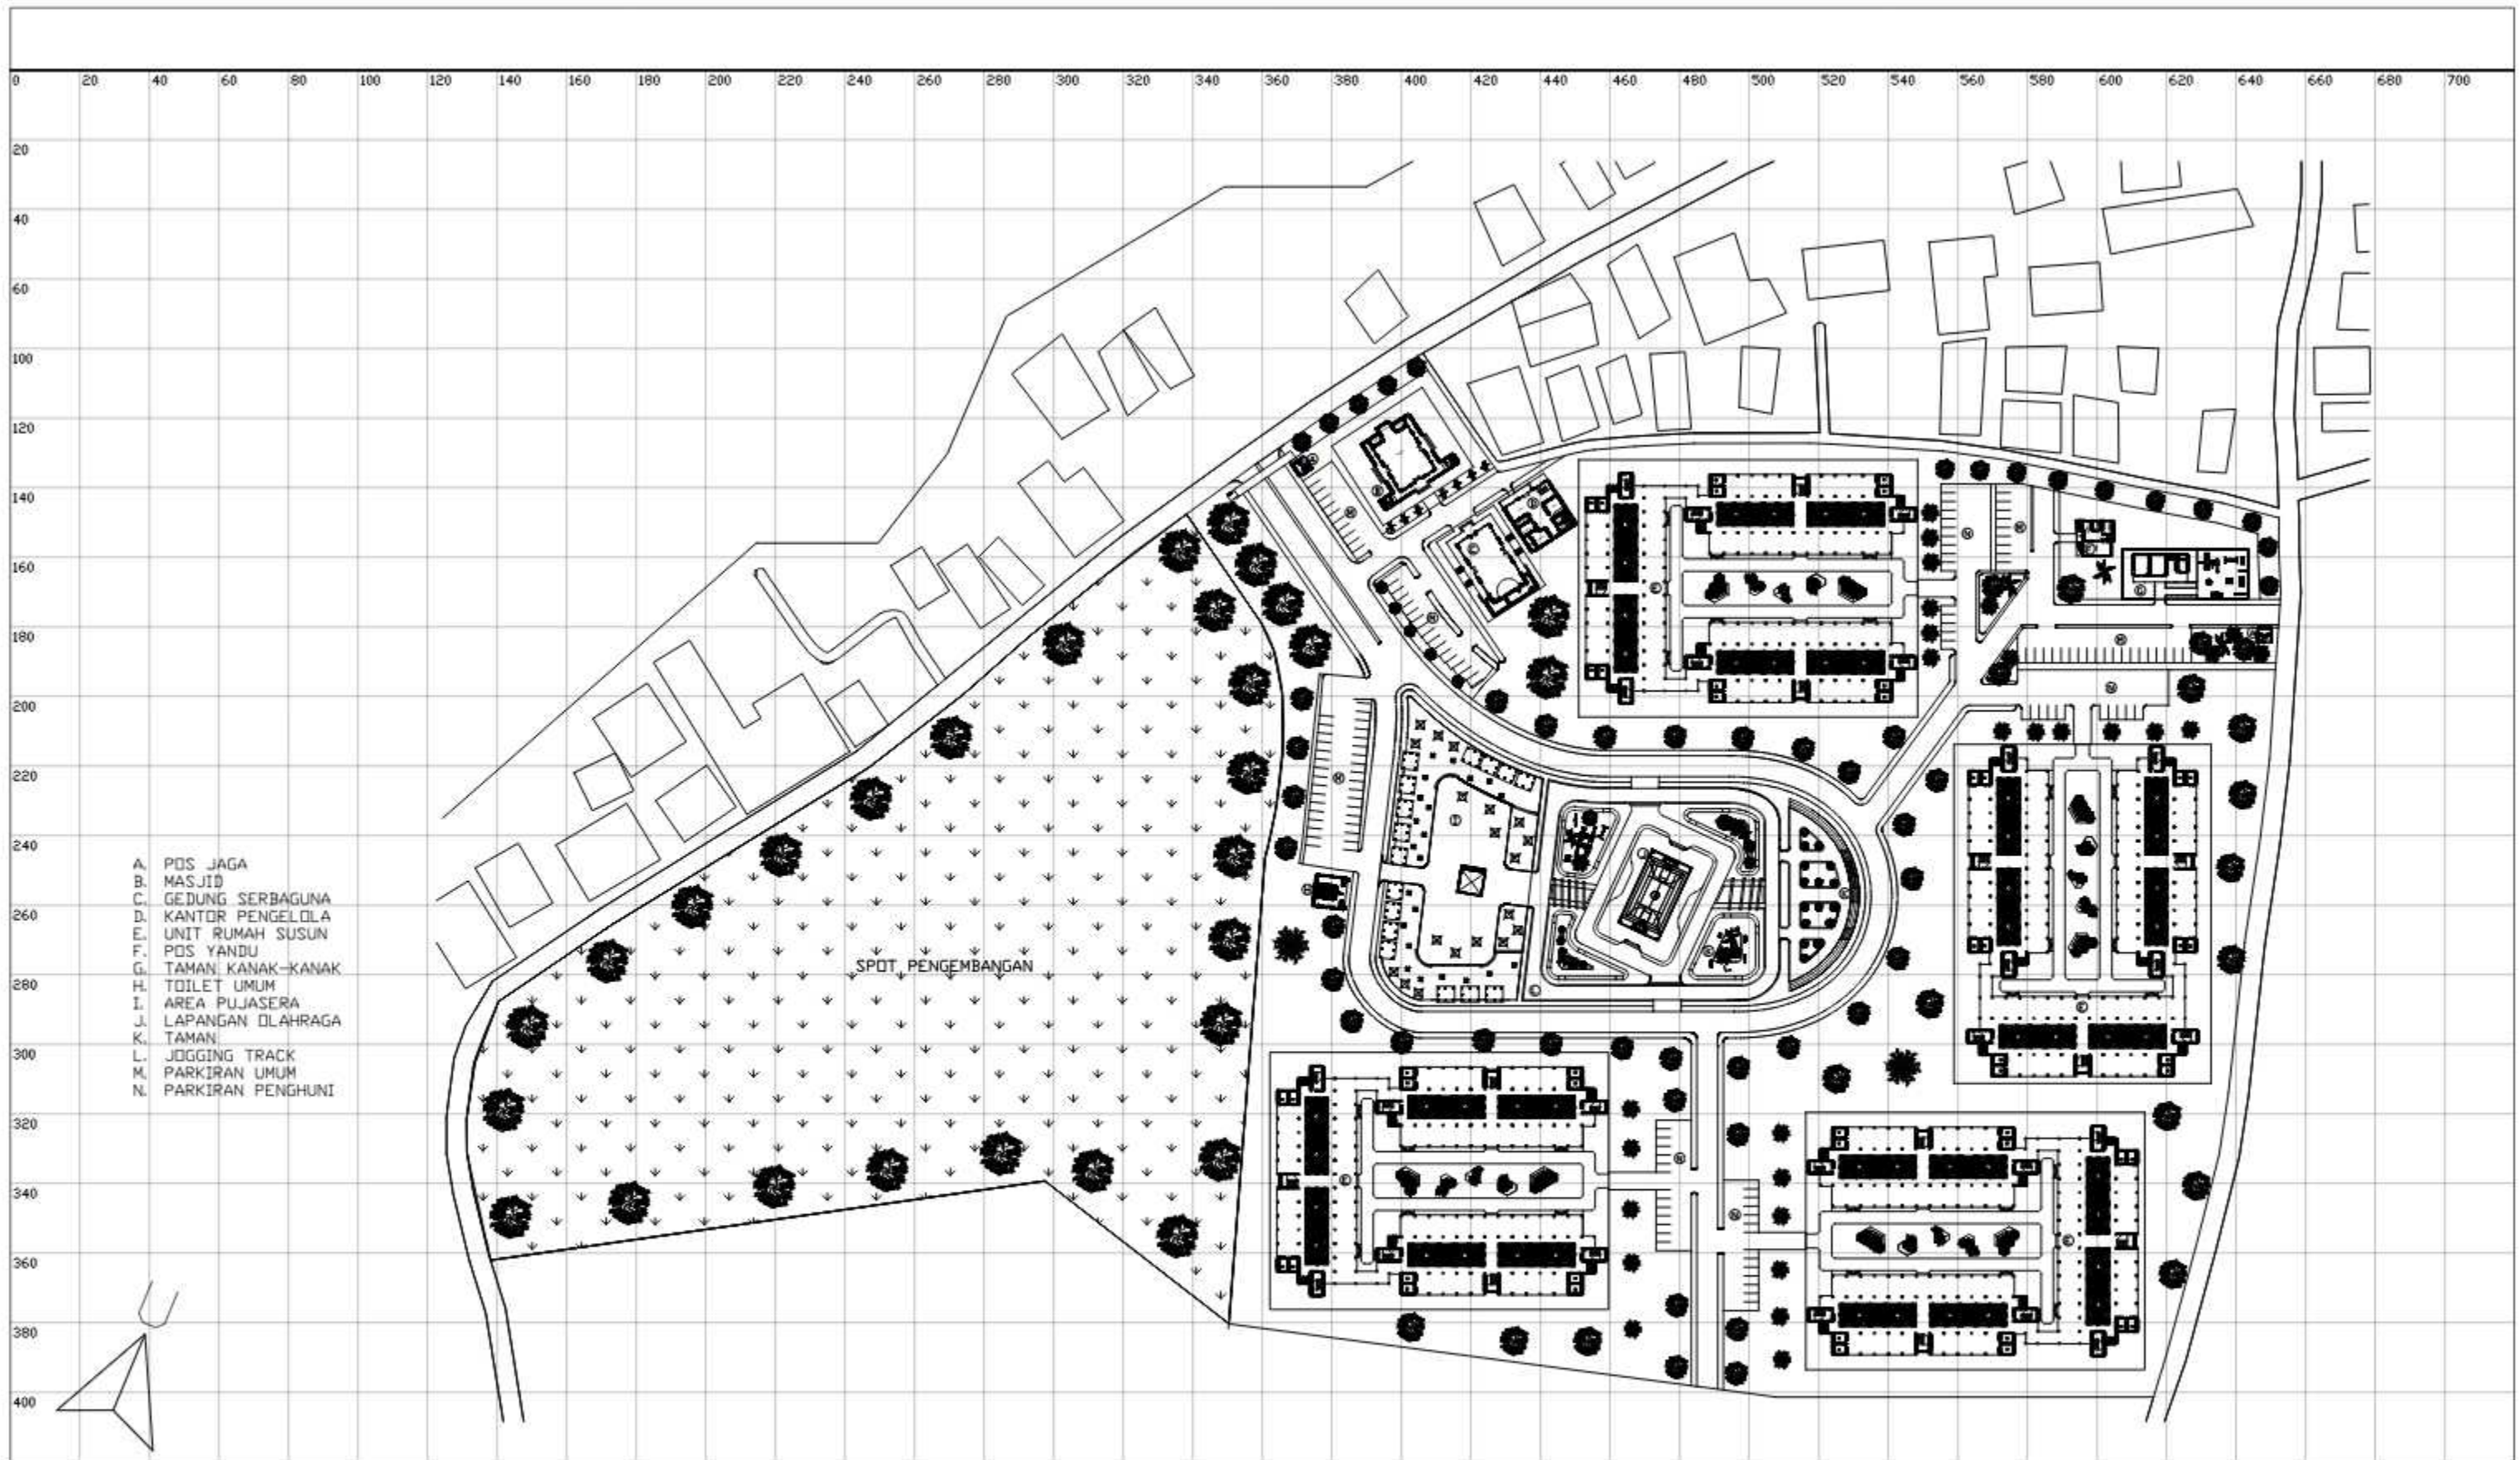 0 20 40 60 80 100 120 140 160 180 200 220 240 260 280 300 320 340 360 380 400 420 440 460 480 500 520 540 560 580 600 620 640 660 680 700
20
40
60
80
100
120
140
160
180
200
220
240
A. POS JAGA
B. MASJID
C. GEDUNG SERBAGUNA
D. KANTOR PENGELOLA
260
E. UNIT RUMAH SUSUN
F. POS YANDU
SPOT PENGEMBANGAN
G. TAMAN KANAK-KANAK
280
H. TOILET UMUM
I. AREA PUJASERA
J. LAPANGAN OLAHRAGA
K. TAMAN
300
L. JOGGING TRACK
M. PARKIRAN UMUM
N. PARKIRAN PENGHUNI
320
340
360
U
380
400